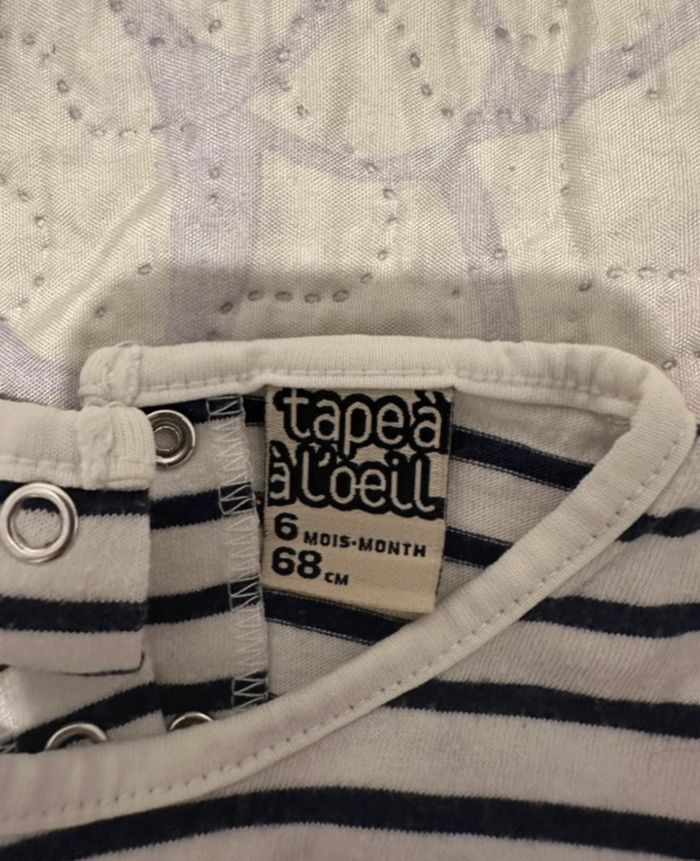 tape à
à l'oeil
6 MOIS-MONTH
68 CM